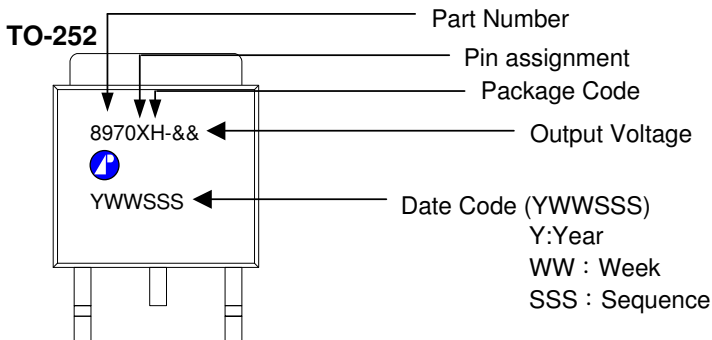 Part Number
TO-252
Pin assignment
Package Code
8970XH-&&
Output Voltage
YWWSSS
Date Code (YWWSSS)
Y:Year
WW：Week
SSS：Sequence